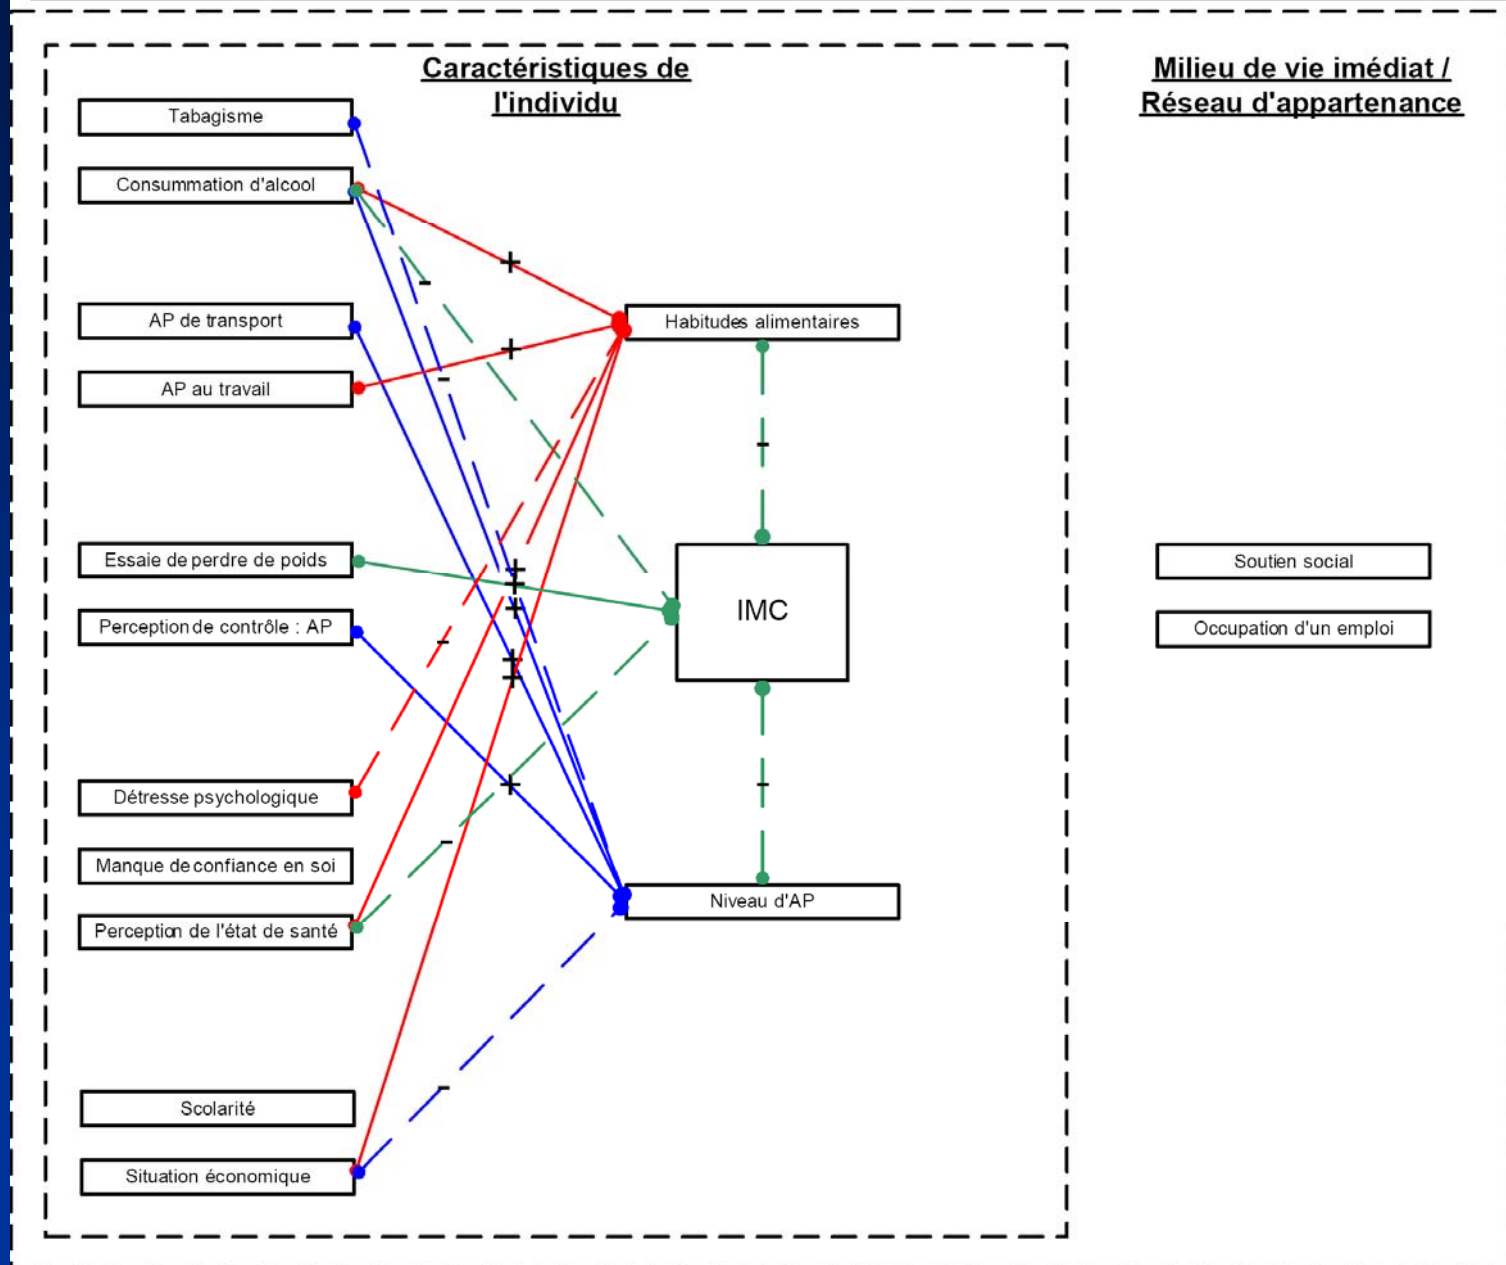 Caractéristiques de
l'individu
Milieu de vie imédiat /
Réseau d'appartenance
Tabagisme
Consummation d'alcool
+
-
AP de transport
Habitudes alimentaires
+
AP au travail
-
-
Essaie de perdre de poids
Soutien social
+
+
+
IMC
Perception de contrôle : AP
Occupation d'un emploi
-
+
+
Détresse psychologique
+
-
-
Manque de confiance en soi
Niveau d'AP
Perception de l'état de santé
-
Scolarité
Situation économique